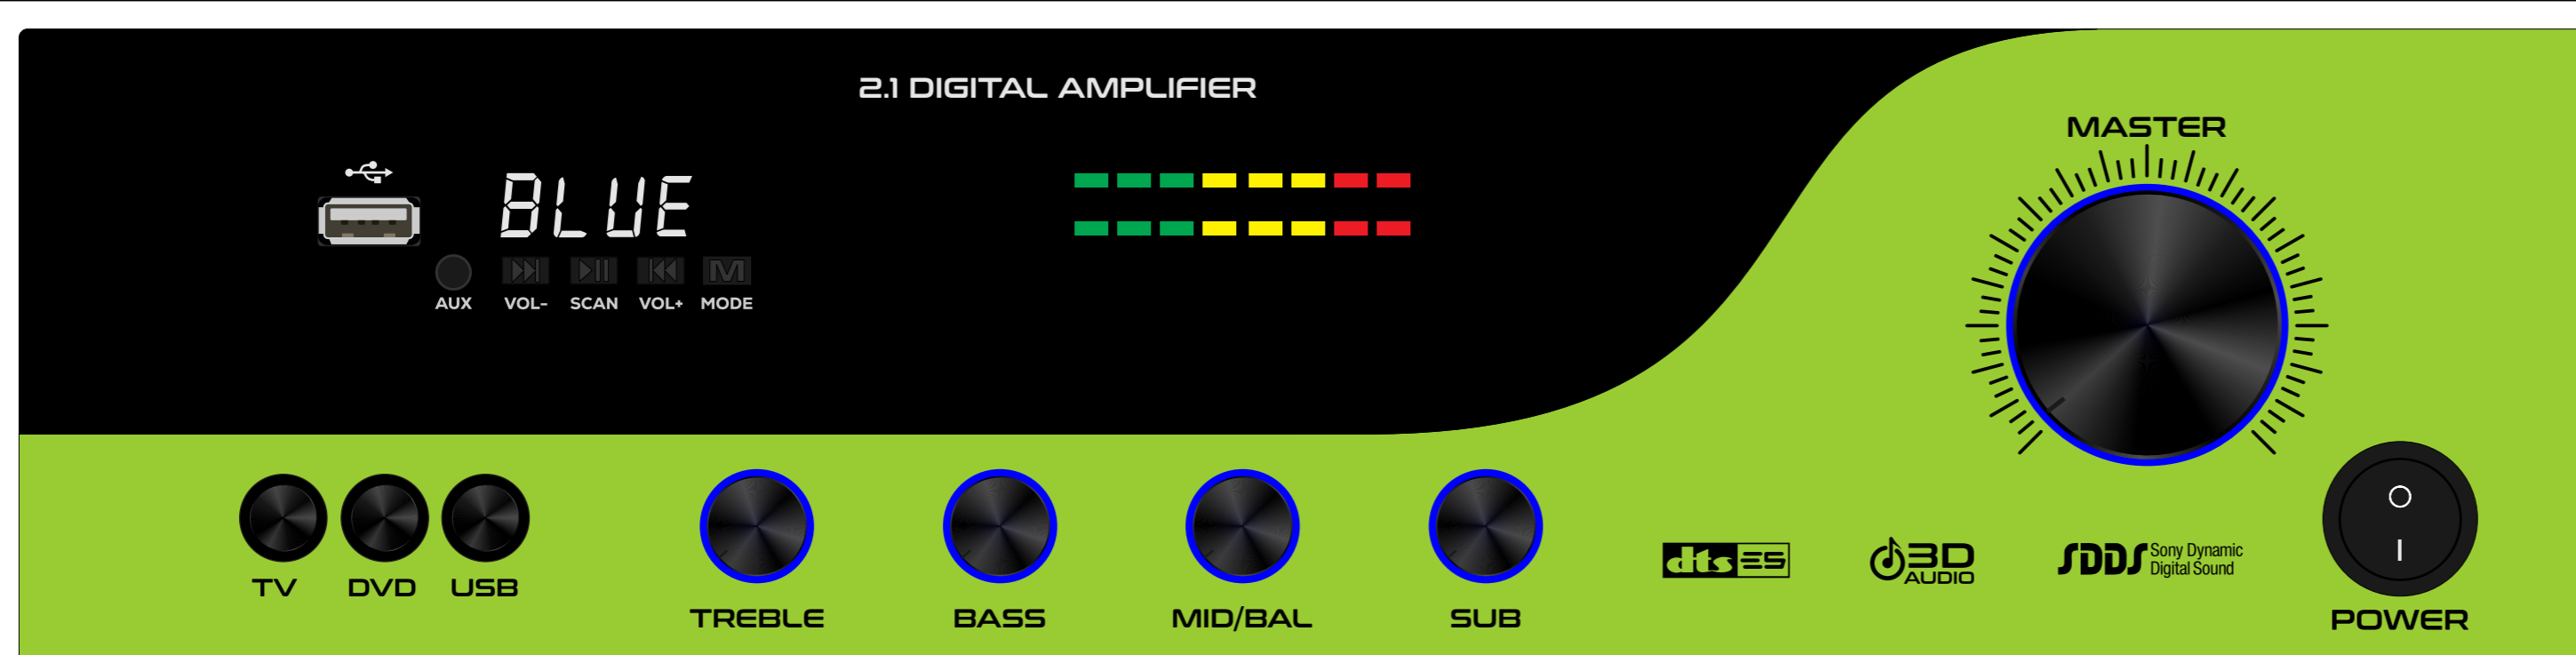 2.1 DIGITAL AMPLIFIER
MASTER
BLUE
M
AUX VOL- SCAN VOL+ MODE
TV DVD USB
TREBLE BASS MID/BAL SUB
dts ES
3D
AUDIO
SDDS Sony Dynamic
Digital Sound
POWER